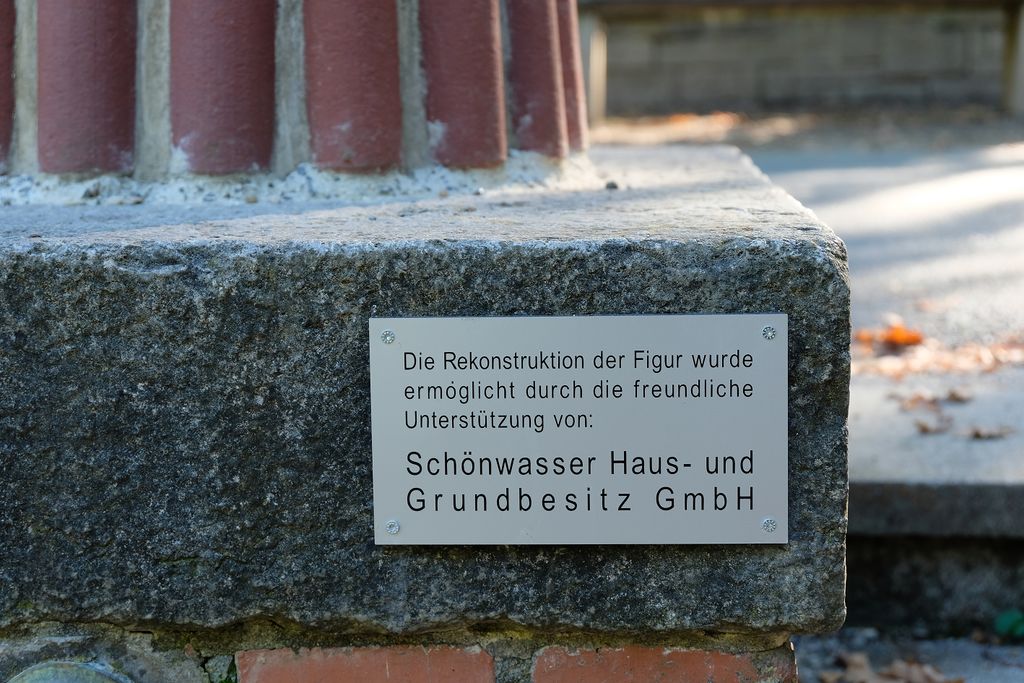 Die Rekonstruktion der Figur wurde
ermöglicht durch die freundliche
Unterstützung von:
Schönwasser Haus- und
Grundbesitz GmbH